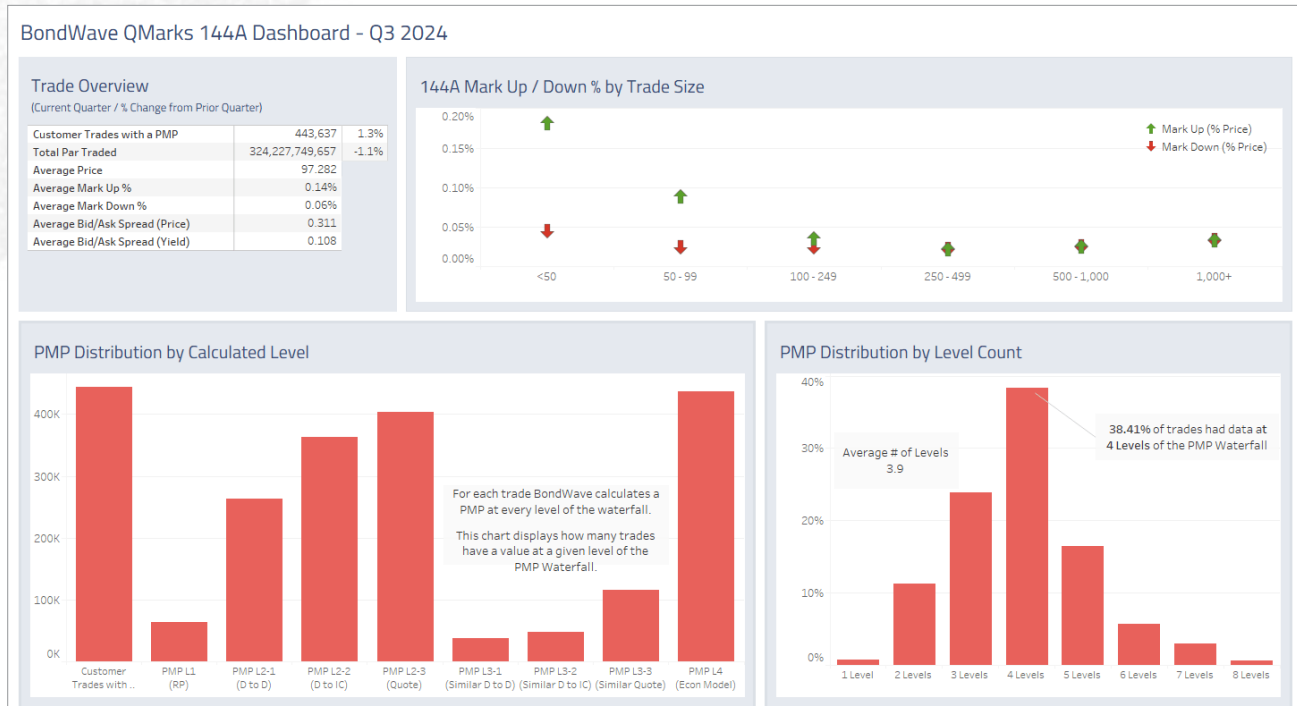 BondWave QMarks 144A Dashboard - Q3 2024
Trade Overview
(Current Quarter / % Change from Prior Quarter)
Customer Trades with a PMP 443,637 1.3%
Total Par Traded 324,227,749,657 -1.1%
Average Price 97.282
Average Mark Up % 0.14%
Average Mark Down % 0.06%
Average Bid/Ask Spread (Price) 0.311
Average Bid/Ask Spread (Yield) 0.108
144A Mark Up / Down % by Trade Size
0.20%
0.15%
0.10%
0.05%
0.00%
Mark Up (% Price)
Mark Down (% Price)
<50 50 - 99 100 - 249 250 - 499 500 - 1,000 1,000+
PMP Distribution by Calculated Level
400K
300K
200K
100K
0K
For each trade BondWave calculates a
PMP at every level of the waterfall.
This chart displays how many trades
have a value at a given level of the
PMP Waterfall.
Customer PMP L1 PMP L2-1 PMP L2-2 PMP L2-3 PMP L3-1 PMP L3-2 PMP L3-3 PMP L4
Trades with .. (RP) (D to D) (D to IC) (Quote) (Similar D to D) (Similar D to IC) (Similar Quote) (Econ Model)
PMP Distribution by Level Count
40%
30%
20%
10%
0%
Average # of Levels
3.9
38.41% of trades had data at
4 Levels of the PMP Waterfall
1 Level 2 Levels 3 Levels 4 Levels 5 Levels 6 Levels 7 Levels 8 Levels